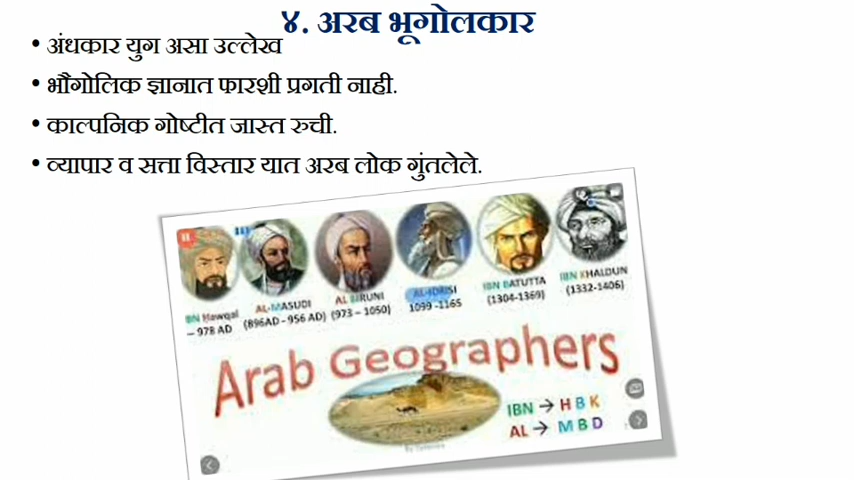 ४. अरब भूगोलकार
• अंधकार युग असा उल्लेख
• भौगोलिक ज्ञानात फारशी प्रगती नाही.
• काल्पनिक गोष्टीत जास्त रुची.
• व्यापार व सत्ता विस्तार यात अरब लोक गुंतलेले.
IBN Hawqal
– 978 AD
AL-MASUDI
(896AD - 956 AD)
AL BIRUNI
(973 – 1050)
AL-IDRISI
1099 -1165
IBN BATUTTA
(1304-1369)
IBN KHALDUN
(1332-1406)
Arab Geographers
IBN → H B K
AL → M B D